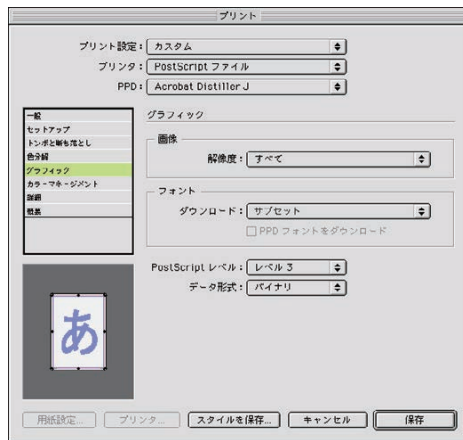 プリント
プリント設定： カスタム
プリンタ： PostScript ファイル
PPD： Acrobat Distiller J
一般
セットアップ
トンボと断ち落とし
色分解
グラフィック
カラーマネージメント
詳細
概要
グラフィック
画像
解像度： すべて
フォント
ダウンロード： サブセット
PPD フォントをダウンロード
PostScript レベル： レベル 3
データ形式： バイナリ
あ
用紙設定... プリンタ... スタイルを保存... キャンセル 保存